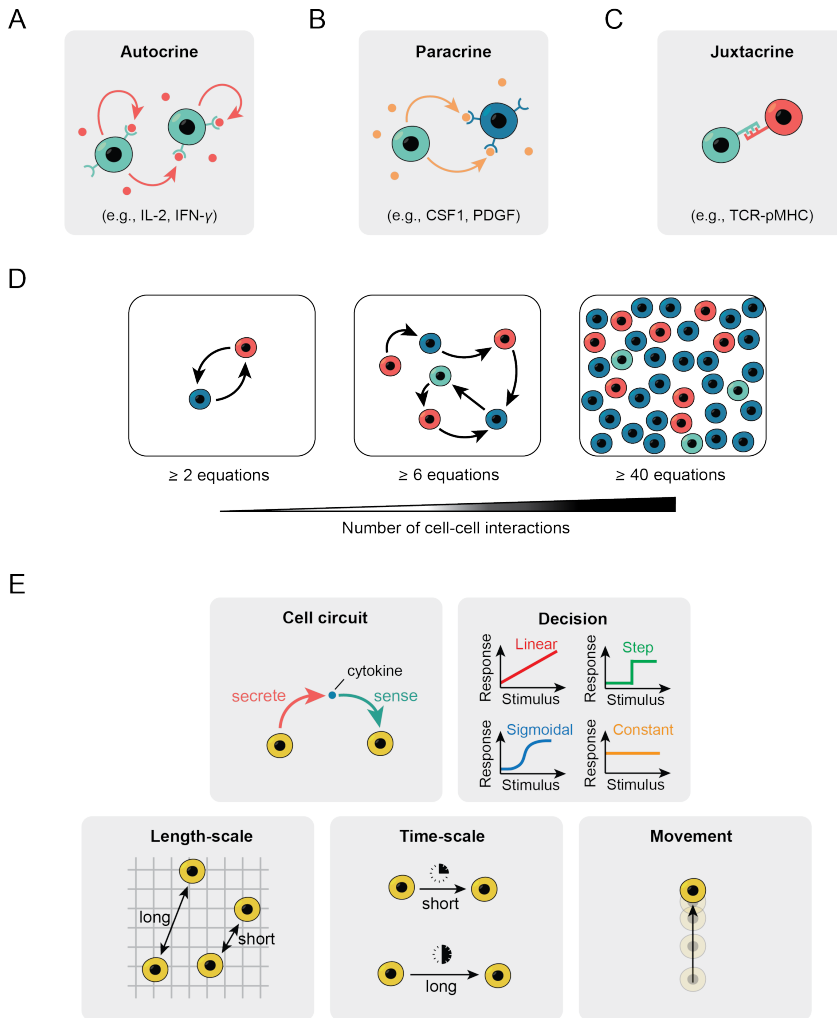 A
B
C
Autocrine
Paracrine
Juxtacrine
(e.g., IL-2, IFN-γ)
(e.g., CSF1, PDGF)
(e.g., TCR-pMHC)
D
≥ 2 equations
≥ 6 equations
≥ 40 equations
Number of cell-cell interactions
E
Cell circuit
cytokine
secrete
sense
Decision
Response
Linear
Stimulus
Response
Step
Stimulus
Response
Sigmoidal
Stimulus
Response
Constant
Stimulus
Length-scale
long
short
Time-scale
short
long
Movement